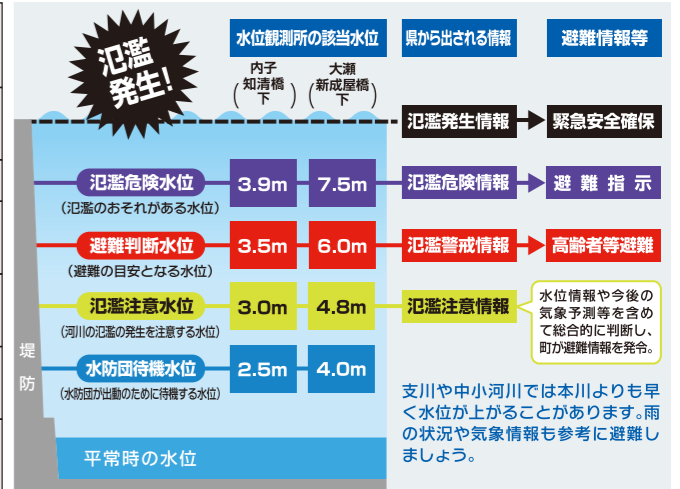 氾濫
発生!
水位観測所の該当水位
県から出される情報
避難情報等
(内子
知清橋
下)
(大瀬
新成屋橋
下)
氾濫発生情報
緊急安全確保
氾濫危険水位
3.9m
7.5m
氾濫危険情報
避難指示
(氾濫のおそれがある水位)
避難判断水位
3.5m
6.0m
氾濫警戒情報
高齢者等避難
(避難の目安となる水位)
氾濫注意水位
3.0m
4.8m
氾濫注意情報
(河川の氾濫の発生を注意する水位)
水位情報や今後の
気象予測等を含め
て総合的に判断し、
町が避難情報を発令。
水防団待機水位
2.5m
4.0m
(水防団が出動のために待機する水位)
堤防
支川や中小河川では本川よりも早
く水位が上がることがあります。雨
の状況や気象情報も参考に避難し
ましょう。
平常時の水位